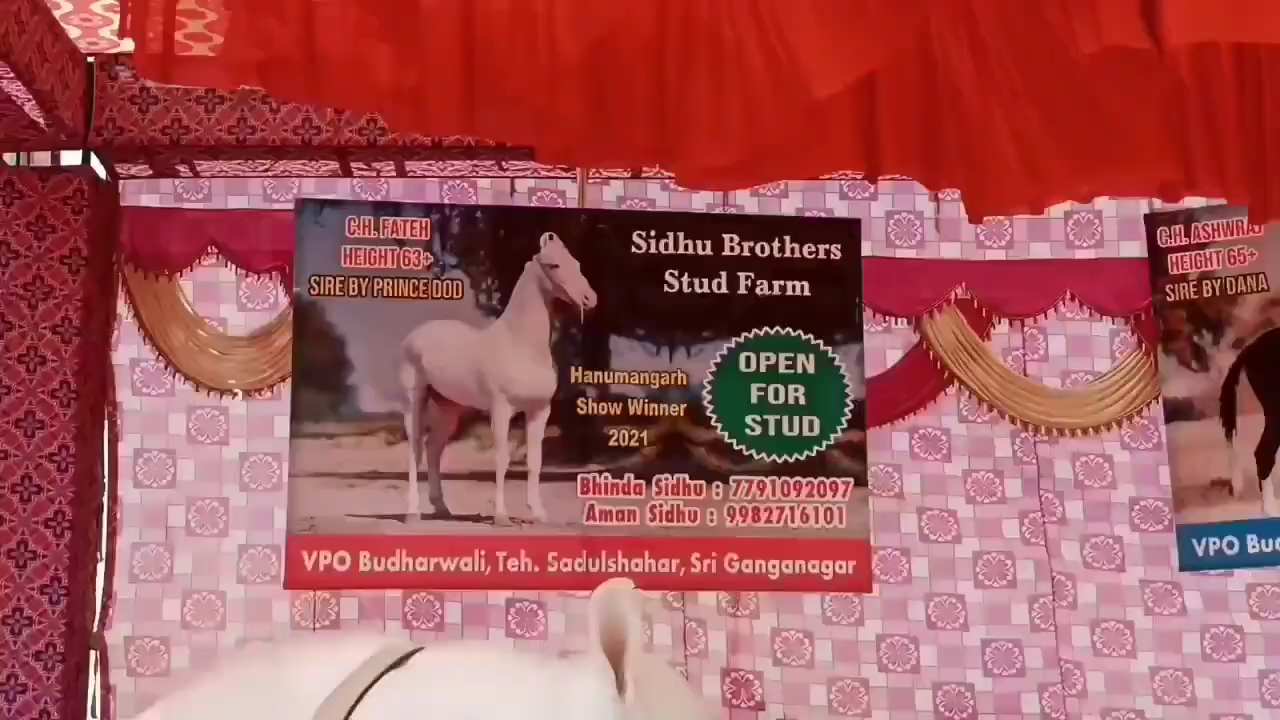 C.H. FATEH
HEIGHT 63+
SIRE BY PRINCE DOD
Sidhu Brothers
Stud Farm
Hanumangarh
Show Winner
2021
OPEN
FOR
STUD
Bhinda Sidhu : 7791092097
Aman Sidhu : 9982716101
VPO Budharwali, Teh. Sadulshahar, Sri Ganganagar
C.H. ASHWRAJ
HEIGHT 65+
SIRE BY DANA
VPO